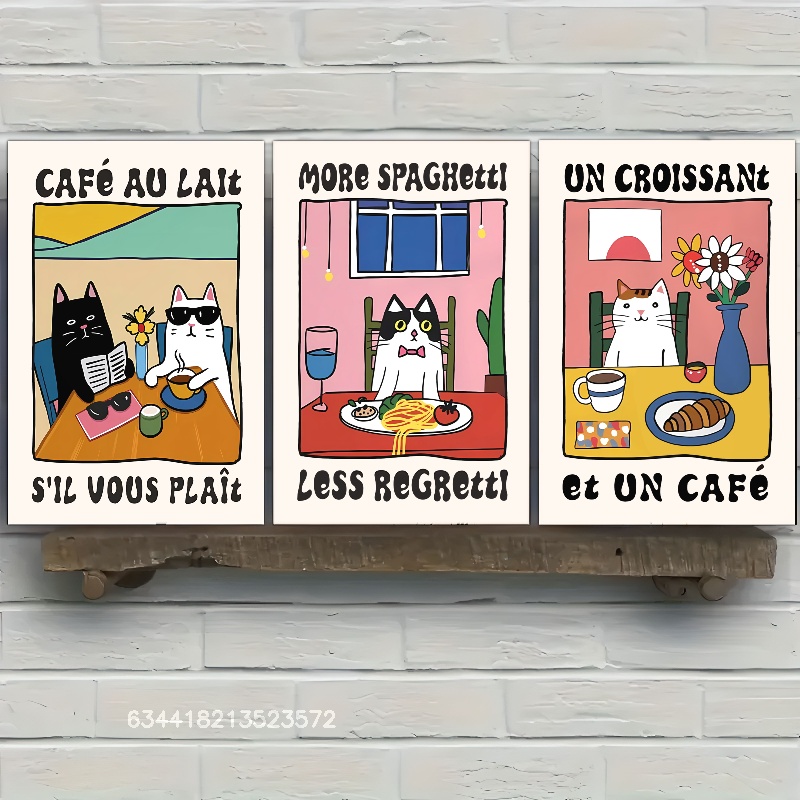 CAFÉ AU LAIt
S'IL VOUS PLAÎt
MORE SPAGHettI
LESS ReGRettI
UN CROISSANt
et UN CAFÉ
634418213523572